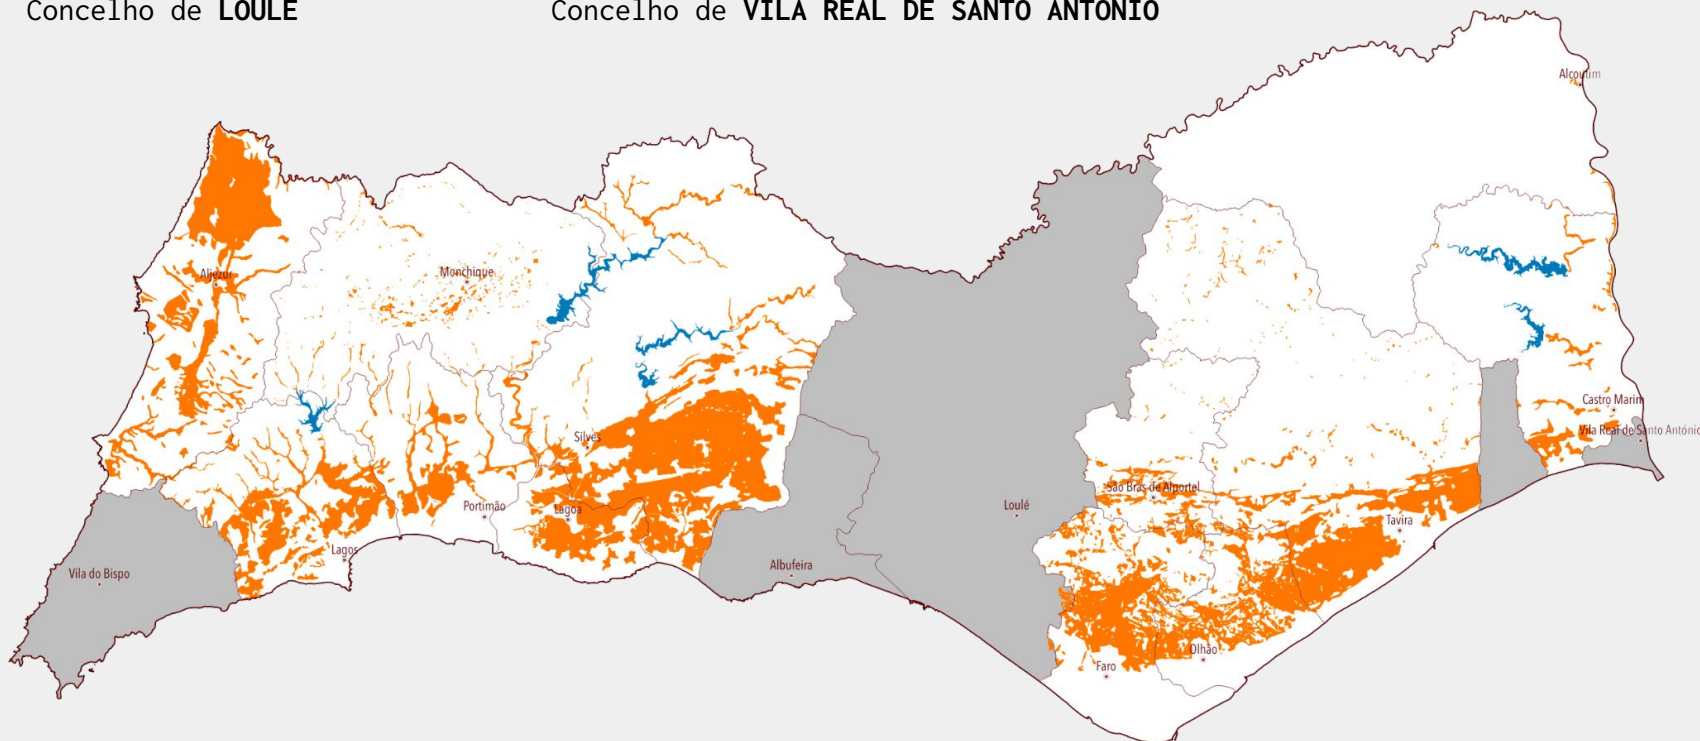 Concelho de LOULÉ Concelho de VILA REAL DE SANTO ANTÓNIO
Alcoutim
Aljezur
Monchique
Castro Marim
Vila Real de Santo António
Silves
São Brás de Alportel
Portimão
Lagoa
Loulé
Tavira
Lagos
Vila do Bispo
Albufeira
Olhão
Faro